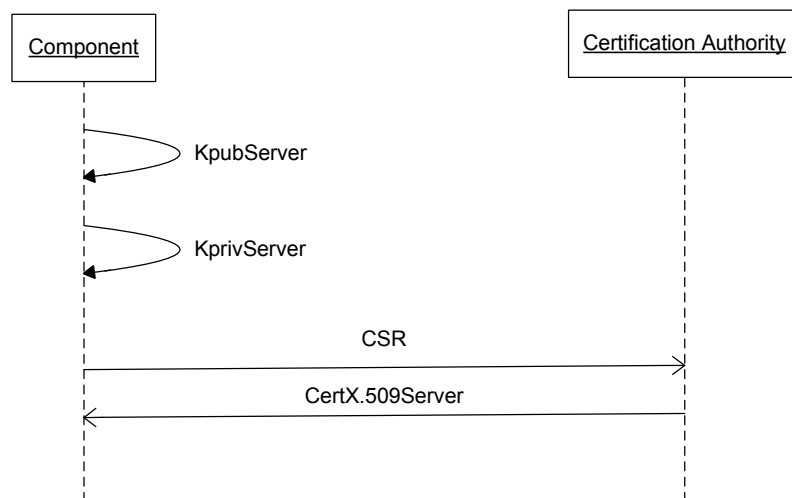 Component
Certification Authority
KpubServer
KprivServer
CSR
CertX.509Server